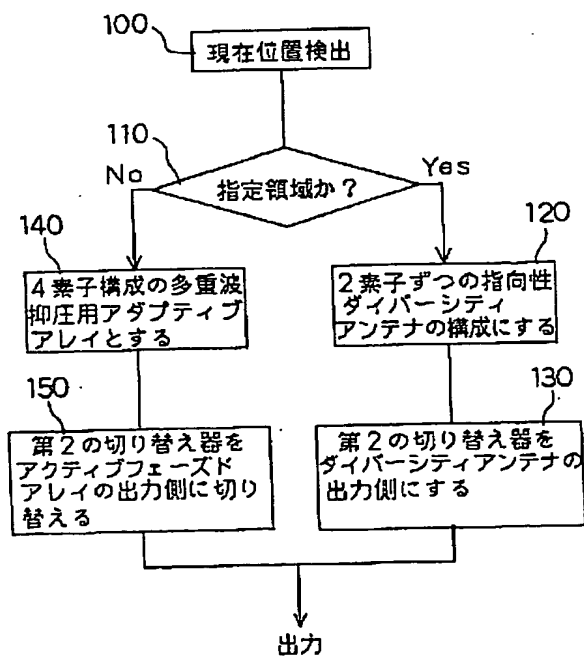 100
現在位置検出
110
No
Yes
指定領域か？
140
120
4素子構成の多重波
抑圧用アダプティブ
アレイとする
2素子ずつの指向性
ダイバーシティ
アンテナの構成にする
150
130
第2の切り替え器を
アクティブフェーズド
アレイの出力側に切り
替える
第2の切り替え器を
ダイバーシティアンテナの
出力側にする
出力